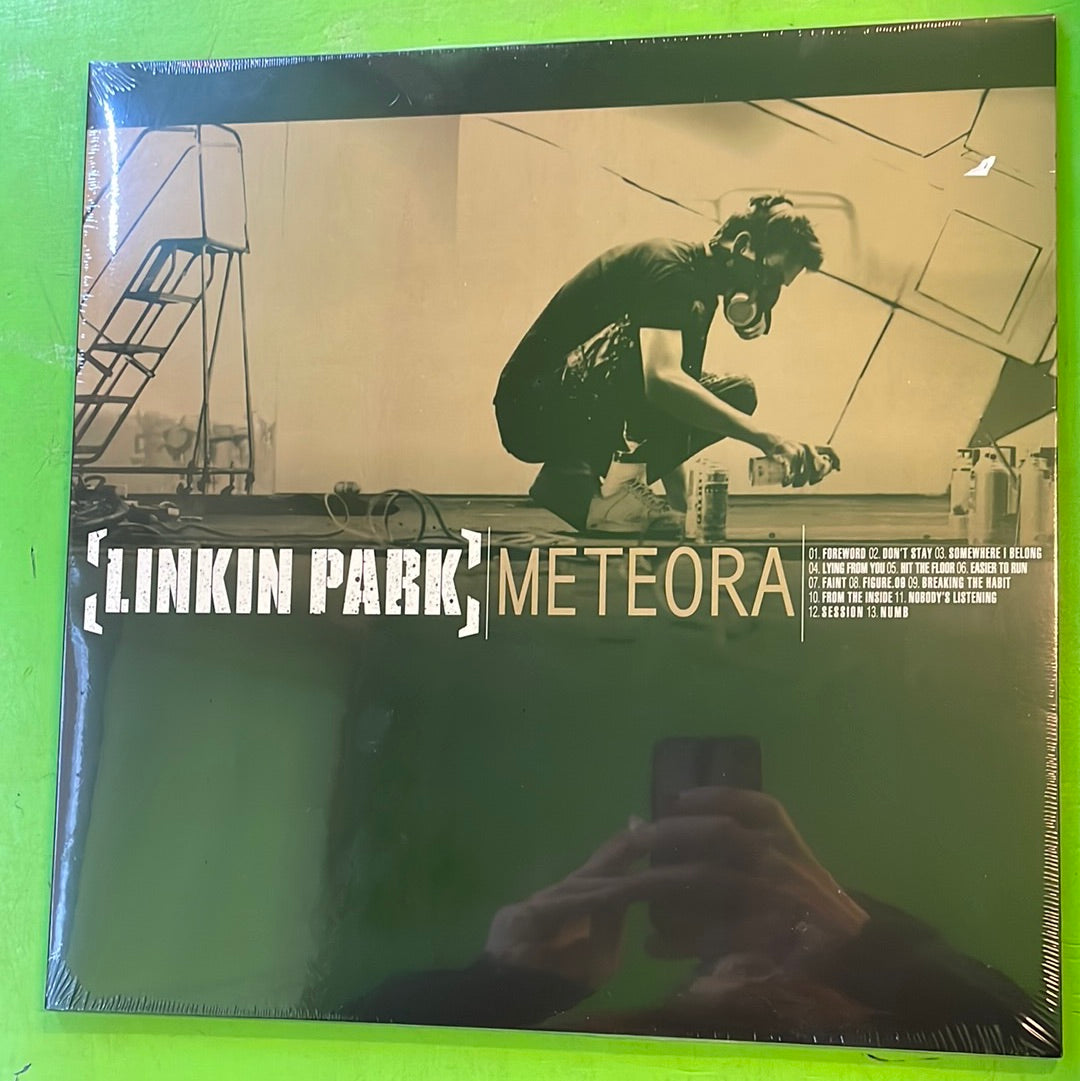 [LINKIN PARK]
METEORA
01. FOREWORD 02. DON'T STAY 03. SOMEWHERE I BELONG
04. LYING FROM YOU 05. HIT THE FLOOR 06. EASIER TO RUN
07. FAINT 08. FIGURE.09 09. BREAKING THE HABIT
10. FROM THE INSIDE 11. NOBODY'S LISTENING
12. SESSION 13. NUMB